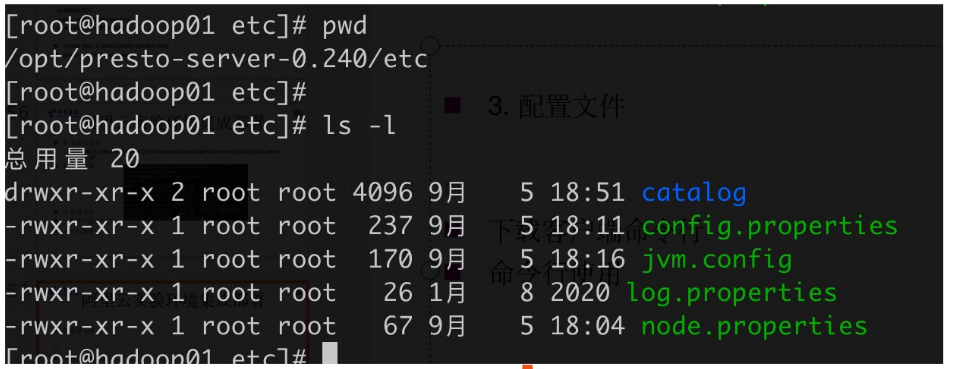 [root@hadoop01 etc]# pwd
/opt/presto-server-0.240/etc
[root@hadoop01 etc]#
3. 配置文件
[root@hadoop01 etc]# ls -l
总用量 20
drwxr-xr-x 2 root root 4096 9月 5 18:51 catalog
-rwxr-xr-x 1 root root 237 9月 5 18:11 config.properties
下载客户端命令行
-rwxr-xr-x 1 root root 170 9月 5 18:16 jvm.config
命令行使用
-rwxr-xr-x 1 root root 26 1月 8 2020 log.properties
-rwxr-xr-x 1 root root 67 9月 5 18:04 node.properties
[root@hadoop01 etc]#